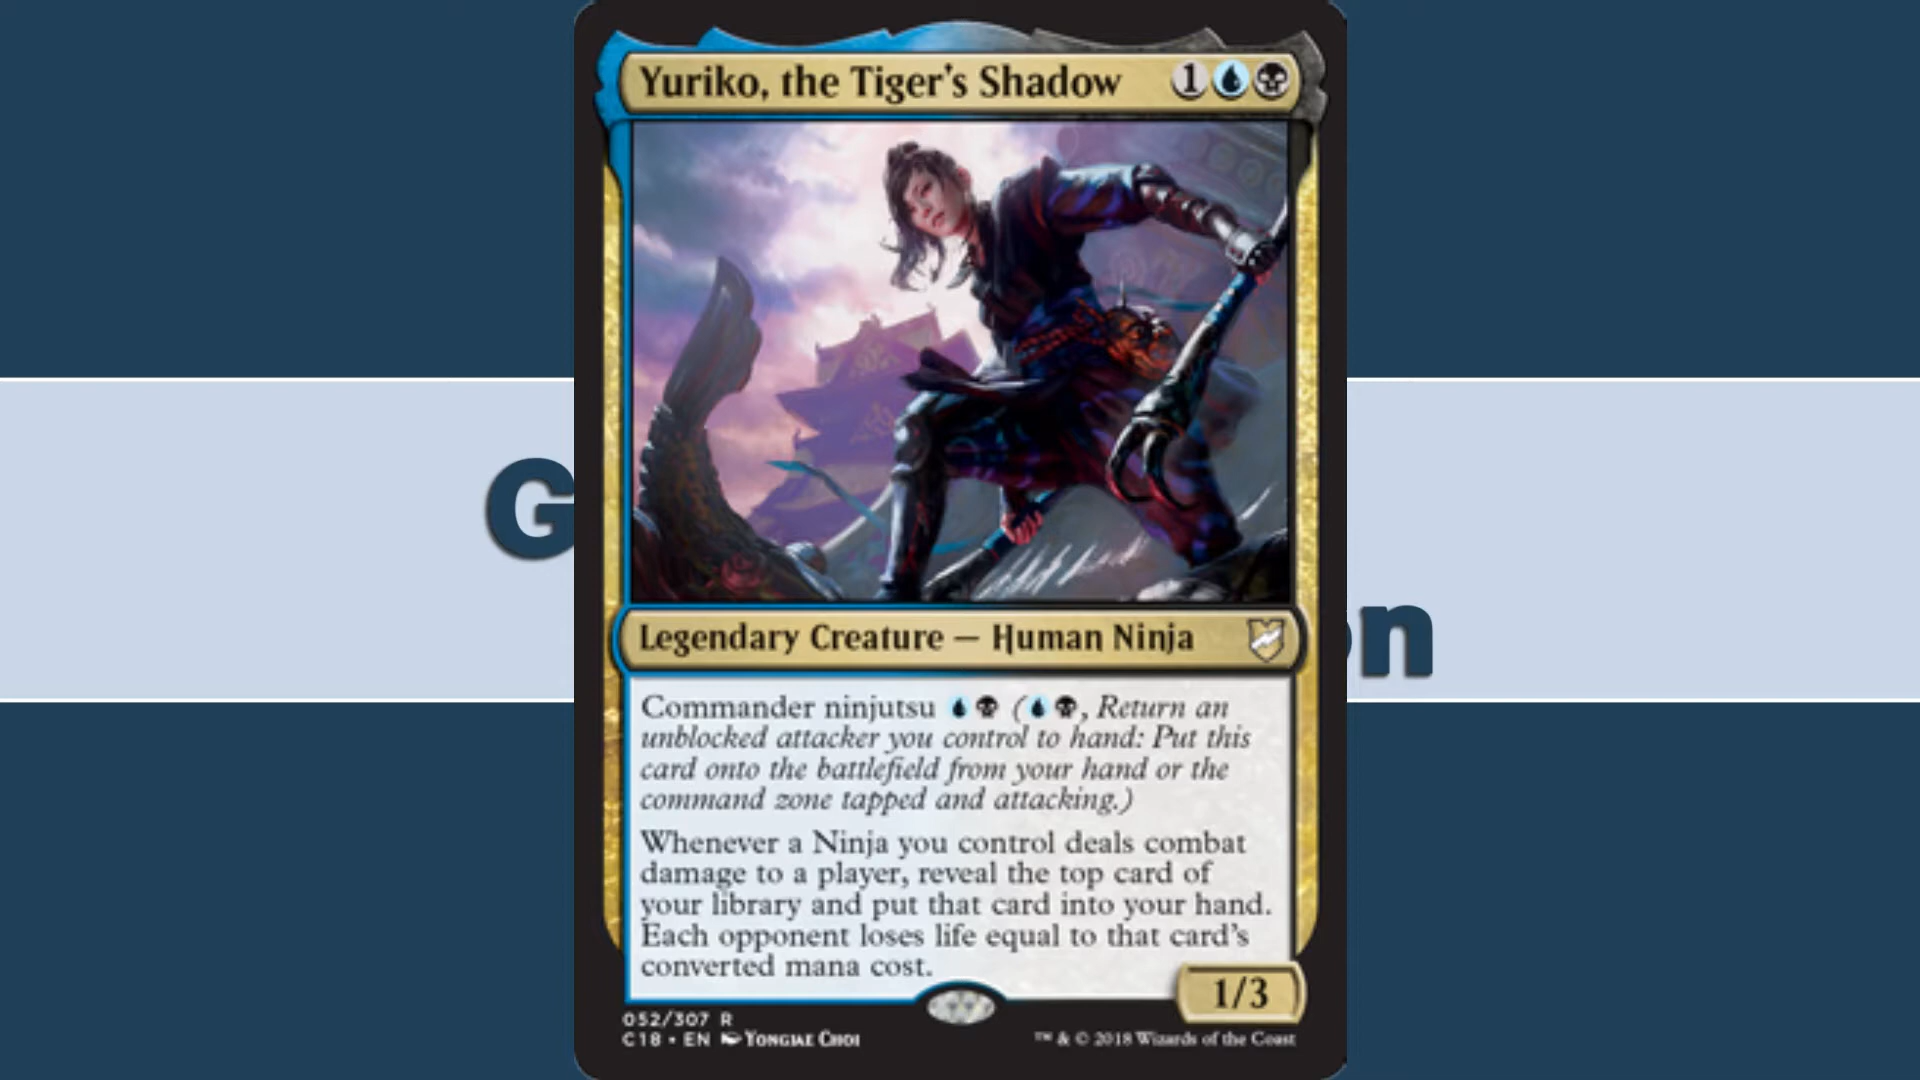 Yuriko, the Tiger's Shadow 1
G
on
Legendary Creature — Human Ninja
Commander ninjutsu (, Return an
unblocked attacker you control to hand: Put this
card onto the battlefield from your hand or the
command zone tapped and attacking.)
Whenever a Ninja you control deals combat
damage to a player, reveal the top card of
your library and put that card into your hand.
Each opponent loses life equal to that card's
converted mana cost.
1/3
052/307 R
C18 • EN Yongjae Choi
™ & © 2018 Wizards of the Coast